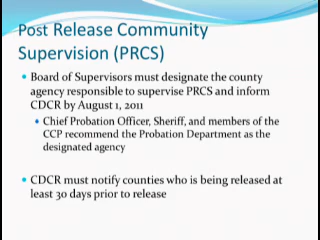 Post Release Community
Supervision (PRCS)
Board of Supervisors must designate the county
agency responsible to supervise PRCS and inform
CDCR by August 1, 2011
Chief Probation Officer, Sheriff, and members of the
CCP recommend the Probation Department as the
designated agency
CDCR must notify counties who is being released at
least 30 days prior to release